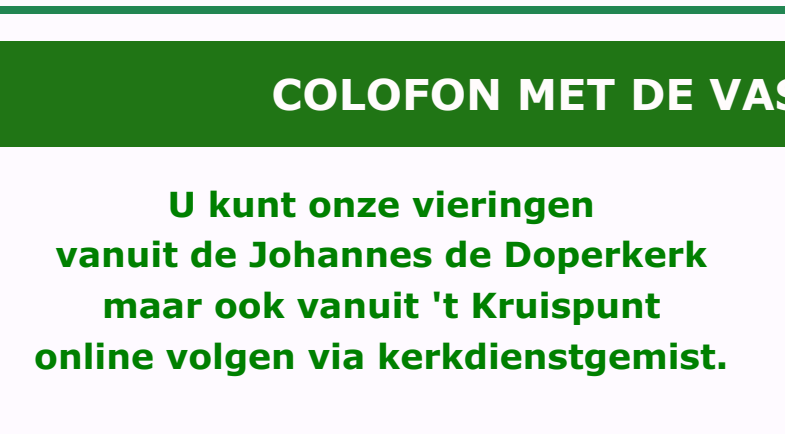 COLOFON MET DE
U kunt onze vieringen
vanuit de Johannes de Doperkerk
maar ook vanuit 't Kruispunt
online volgen via kerkdienstgemist.